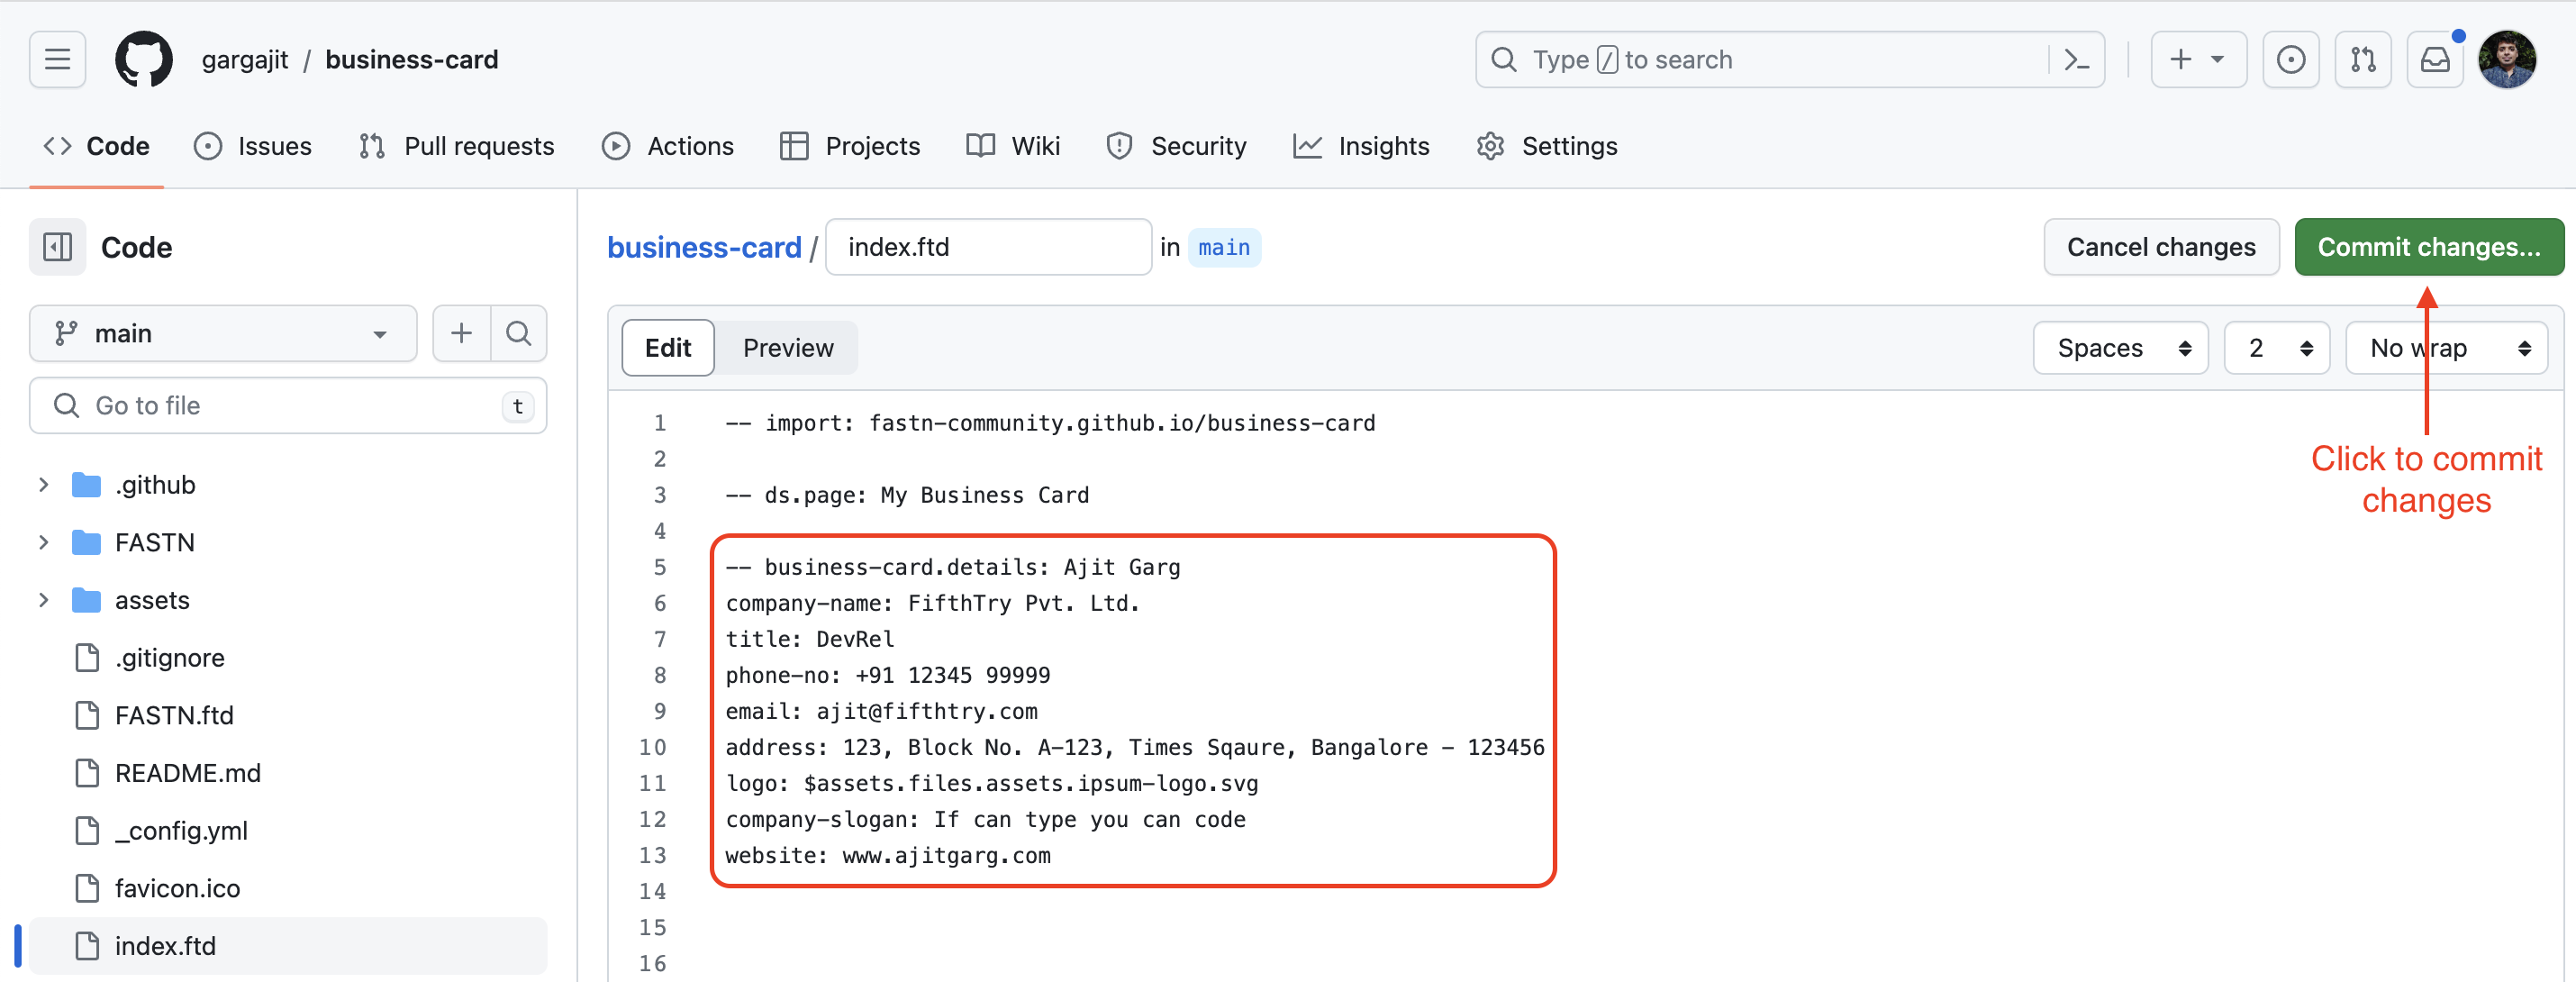 gargajit / business-card
Type / to search
Code
Issues
Pull requests
Actions
Projects
Wiki
Security
Insights
Settings
Code
main
Go to file
t
.github
FASTN
assets
.gitignore
FASTN.ftd
README.md
_config.yml
favicon.ico
index.ftd
business-card / index.ftd in main
Cancel changes
Commit changes...
Edit
Preview
Spaces
2
No wrap
1 -- import: fastn-community.github.io/business-card
2
3 -- ds.page: My Business Card
4
5 -- business-card.details: Ajit Garg
6 company-name: FifthTry Pvt. Ltd.
7 title: DevRel
8 phone-no: +91 12345 99999
9 email: ajit@fifthtry.com
10 address: 123, Block No. A-123, Times Sqaure, Bangalore - 123456
11 logo: $assets.files.assets.ipsum-logo.svg
12 company-slogan: If can type you can code
13 website: www.ajitgarg.com
14
15
16
Click to commit
changes